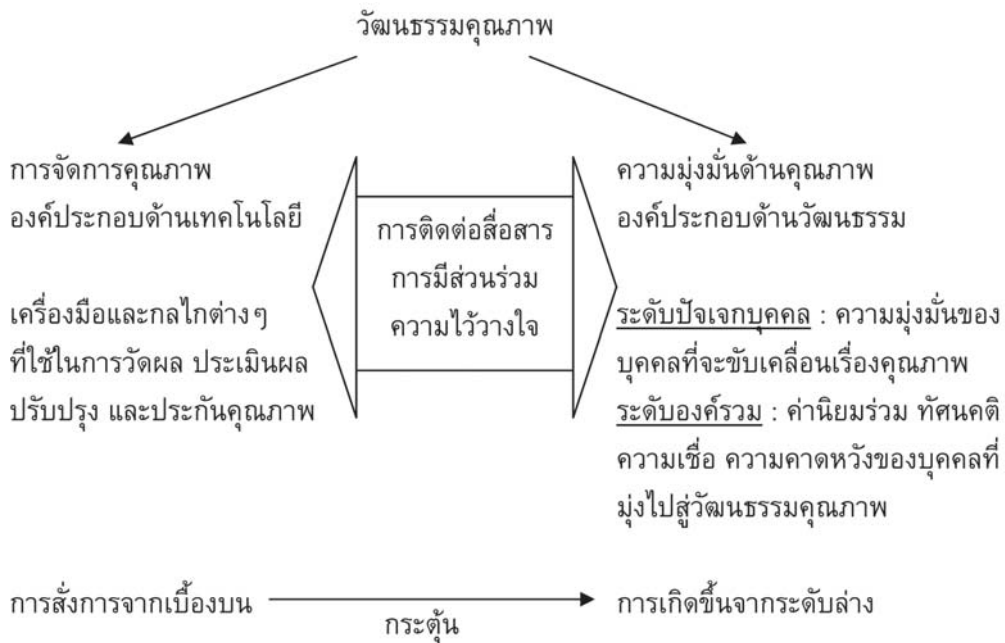 วัฒนธรรมคุณภาพ
การจัดการคุณภาพ
องค์ประกอบด้านเทคโนโลยี
เครื่องมือและกลไกต่างๆ
ที่ใช้ในการวัดผล ประเมินผล
ปรับปรุง และประกันคุณภาพ
การติดต่อสื่อสาร
การมีส่วนร่วม
ความไว้วางใจ
ความมุ่งมั่นด้านคุณภาพ
องค์ประกอบด้านวัฒนธรรม
ระดับปัจเจกบุคคล : ความมุ่งมั่นของ
บุคคลที่จะขับเคลื่อนเรื่องคุณภาพ
ระดับองค์รวม : ค่านิยมร่วม ทัศนคติ
ความเชื่อ ความคาดหวังของบุคคลที่
มุ่งไปสู่วัฒนธรรมคุณภาพ
การสั่งการจากเบื้องบน
กระตุ้น
การเกิดขึ้นจากระดับล่าง